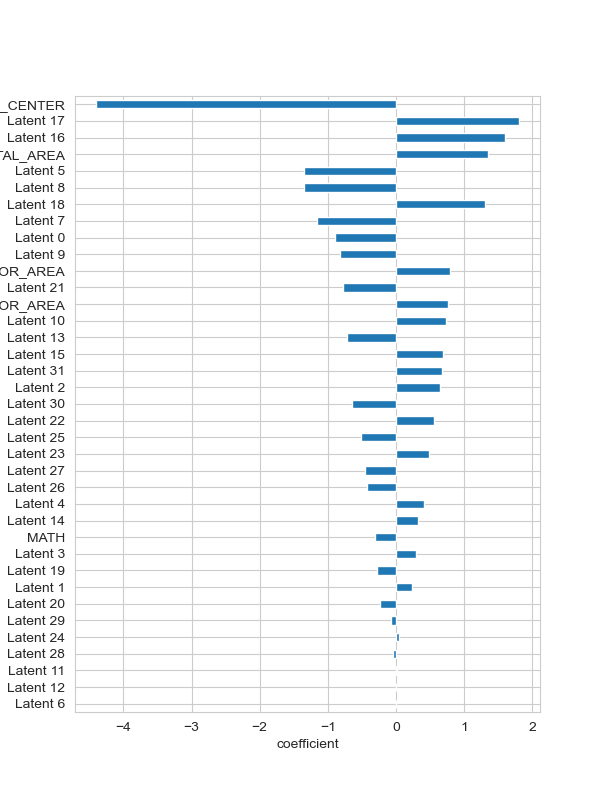 _CENTER
Latent 17
Latent 16
TAL_AREA
Latent 5
Latent 8
Latent 18
Latent 7
Latent 0
Latent 9
OR_AREA
Latent 21
OR_AREA
Latent 10
Latent 13
Latent 15
Latent 31
Latent 2
Latent 30
Latent 22
Latent 25
Latent 23
Latent 27
Latent 26
Latent 4
Latent 14
MATH
Latent 3
Latent 19
Latent 1
Latent 20
Latent 29
Latent 24
Latent 28
Latent 11
Latent 12
Latent 6
−4 −3 −2 −1 0 1 2
coefficient